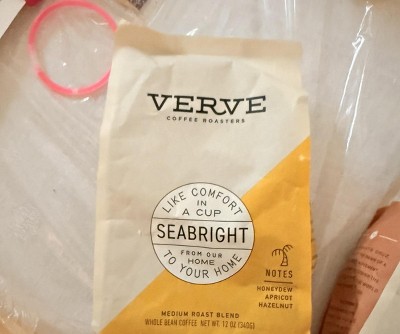 VERVE
COFFEE ROASTERS
LIKE COMFORT
IN
A CUP
SEABRIGHT
FROM OUR
HOME
TO YOUR HOME
NOTES
HONEYDEW
APRICOT
HAZELNUT
MEDIUM ROAST BLEND
WHOLE BEAN COFFEE NET WT. 12 OZ (340G)